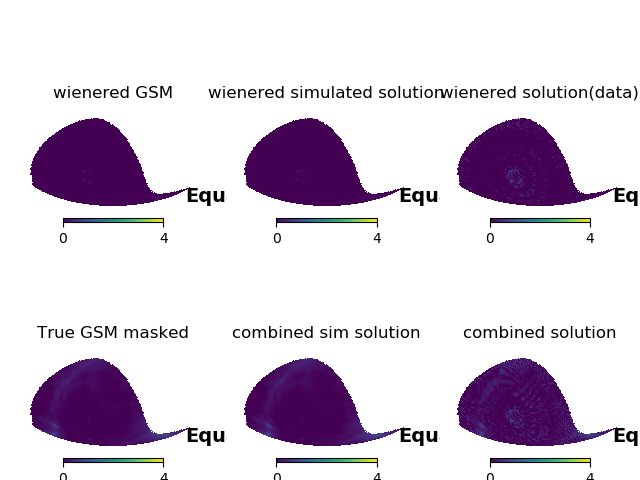 wienered GSM
wienered simulated solution
wienered solution(data)
Equ
Equ
Eq
0 4
0 4
0 4
True GSM masked
combined sim solution
combined solution
Equ
Equ
Eq
0 4
0 4
0 4